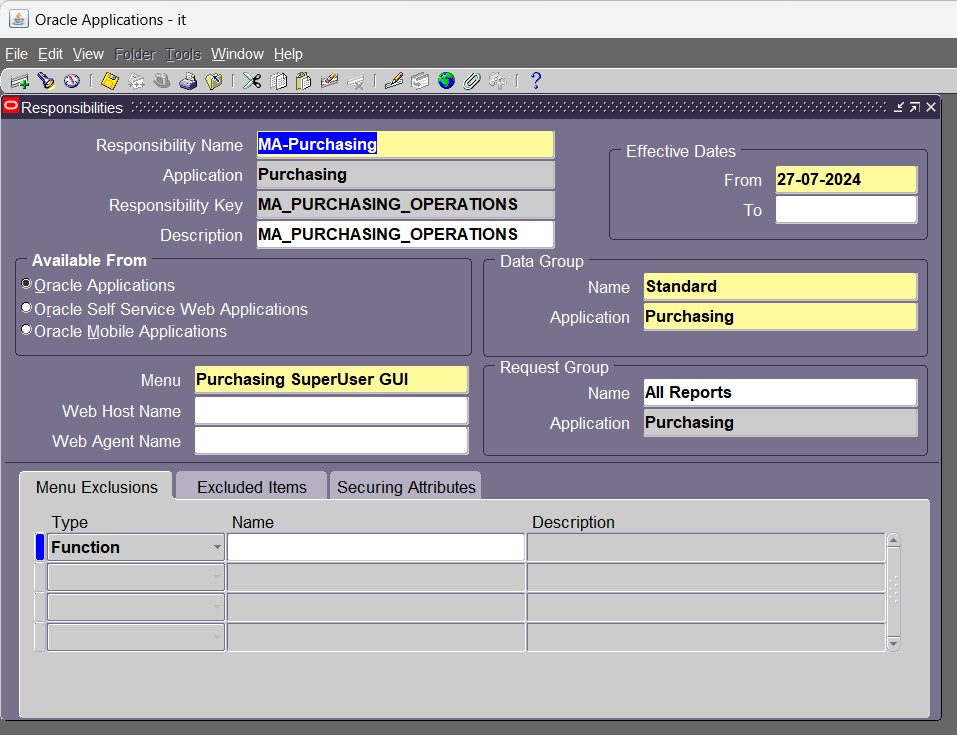 Oracle Applications - it
File Edit View Folder Tools Window Help
?
Responsibilities
Responsibility Name MA-Purchasing
Application Purchasing
Responsibility Key MA_PURCHASING_OPERATIONS
Description MA_PURCHASING_OPERATIONS
Effective Dates
From 27-07-2024
To
Available From
Oracle Applications
Oracle Self Service Web Applications
Oracle Mobile Applications
Data Group
Name Standard
Application Purchasing
Menu Purchasing SuperUser GUI
Web Host Name
Web Agent Name
Request Group
Name All Reports
Application Purchasing
Menu Exclusions Excluded Items Securing Attributes
Type Name Description
Function